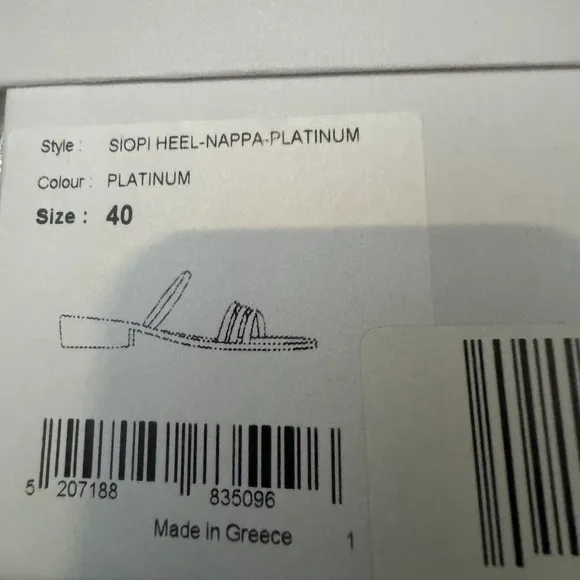 Style : SIOPI HEEL-NAPPA-PLATINUM
Colour : PLATINUM
Size : 40
5 207188 835096
Made in Greece 1